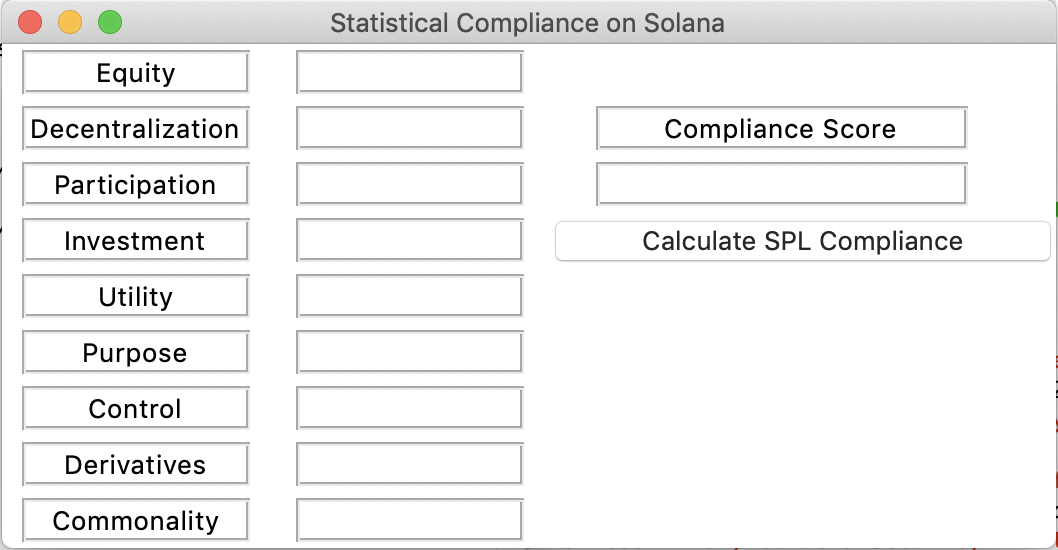 Statistical Compliance on Solana
Equity
Decentralization
Compliance Score
Participation
Investment
Calculate SPL Compliance
Utility
Purpose
Control
Derivatives
Commonality